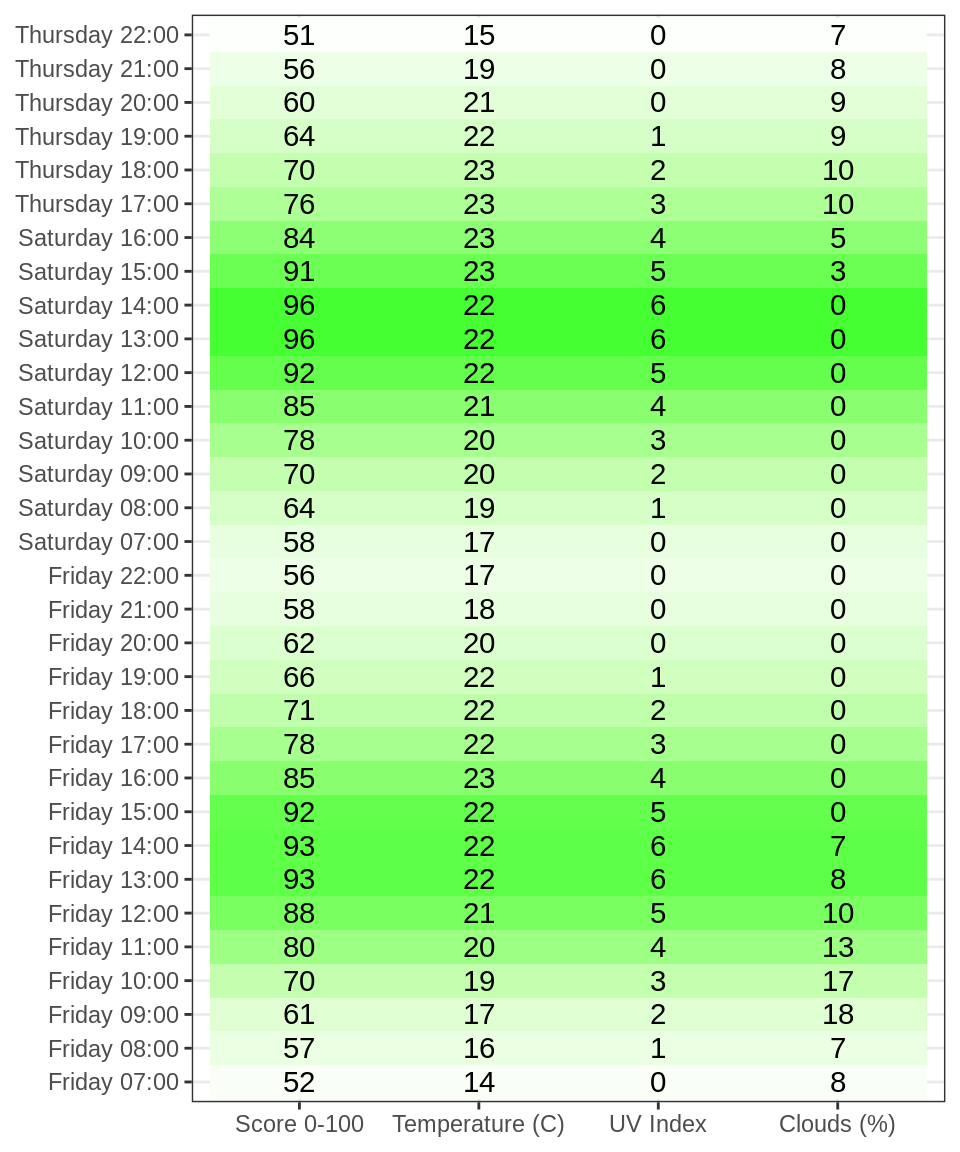 Thursday 22:00 51 15 0 7
Thursday 21:00 56 19 0 8
Thursday 20:00 60 21 0 9
Thursday 19:00 64 22 1 9
Thursday 18:00 70 23 2 10
Thursday 17:00 76 23 3 10
Saturday 16:00 84 23 4 5
Saturday 15:00 91 23 5 3
Saturday 14:00 96 22 6 0
Saturday 13:00 96 22 6 0
Saturday 12:00 92 22 5 0
Saturday 11:00 85 21 4 0
Saturday 10:00 78 20 3 0
Saturday 09:00 70 20 2 0
Saturday 08:00 64 19 1 0
Saturday 07:00 58 17 0 0
Friday 22:00 56 17 0 0
Friday 21:00 58 18 0 0
Friday 20:00 62 20 0 0
Friday 19:00 66 22 1 0
Friday 18:00 71 22 2 0
Friday 17:00 78 22 3 0
Friday 16:00 85 23 4 0
Friday 15:00 92 22 5 0
Friday 14:00 93 22 6 7
Friday 13:00 93 22 6 8
Friday 12:00 88 21 5 10
Friday 11:00 80 20 4 13
Friday 10:00 70 19 3 17
Friday 09:00 61 17 2 18
Friday 08:00 57 16 1 7
Friday 07:00 52 14 0 8
Score 0-100 Temperature (C) UV Index Clouds (%)